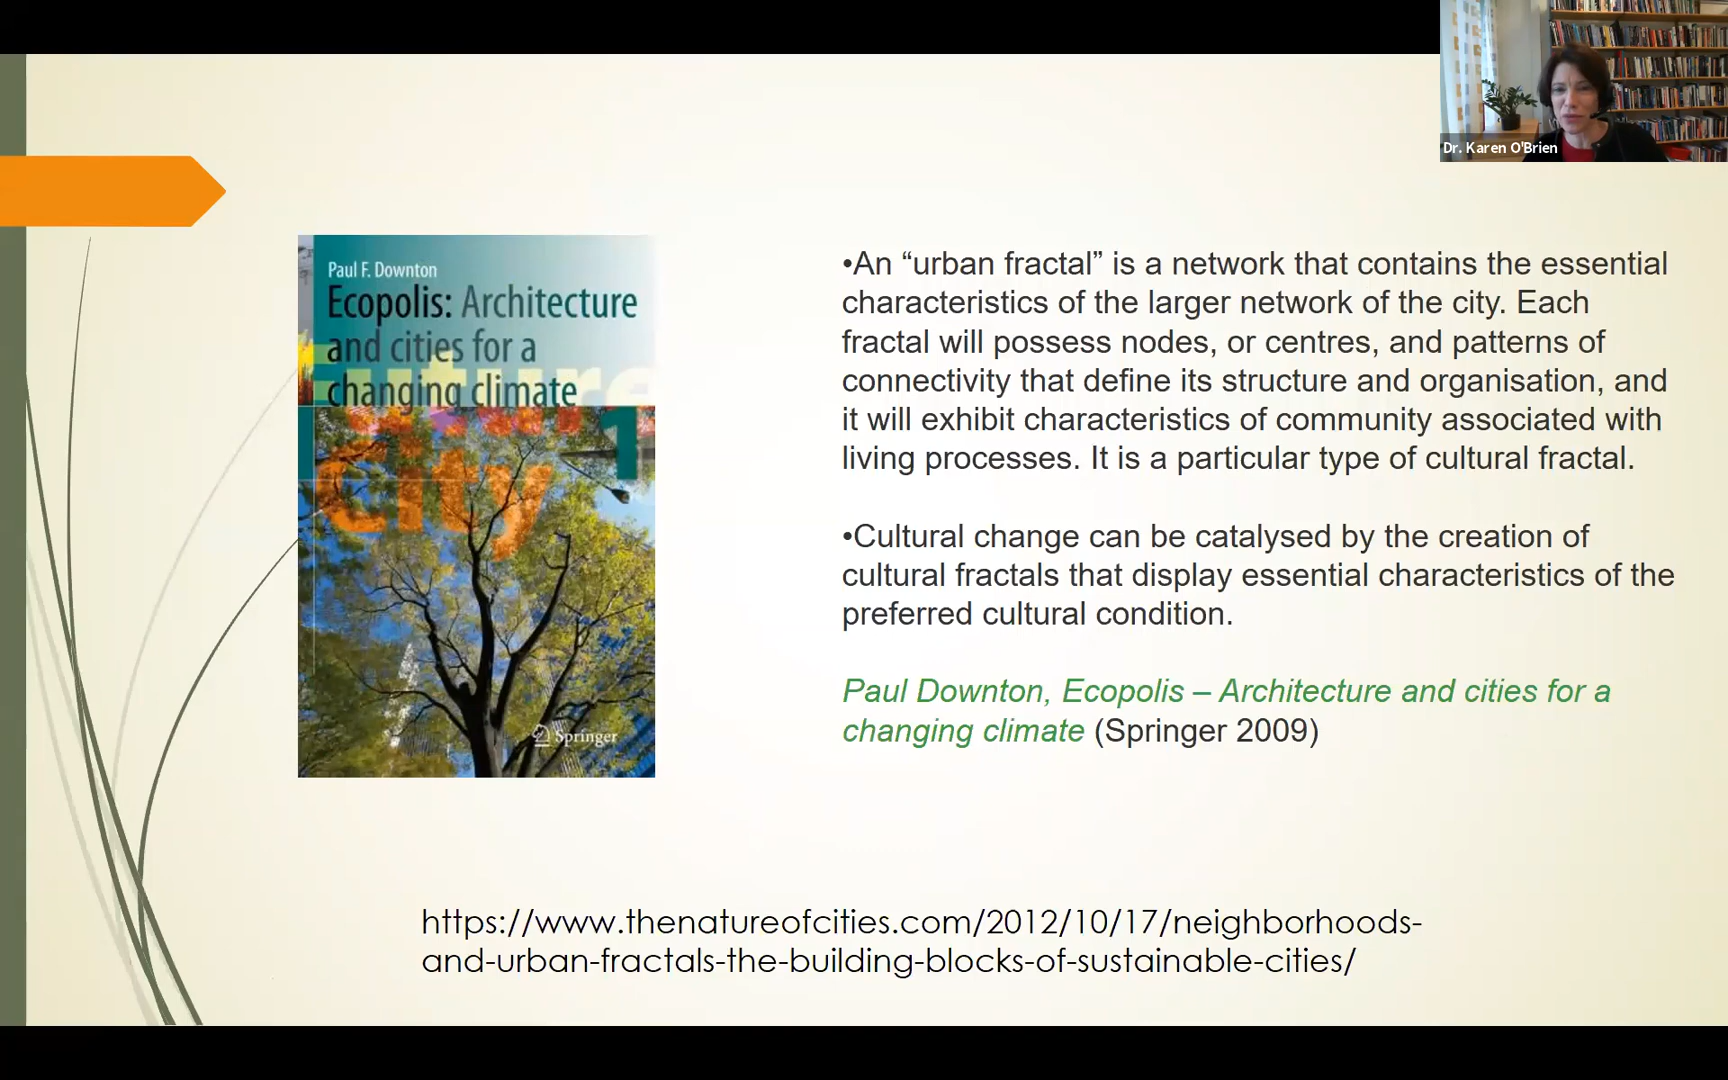 Dr. Karen O'Brien
Paul F. Downton
Ecopolis: Architecture
and cities for a
changing climate
Future
City
1
Springer
•An “urban fractal” is a network that contains the essential
characteristics of the larger network of the city. Each
fractal will possess nodes, or centres, and patterns of
connectivity that define its structure and organisation, and
it will exhibit characteristics of community associated with
living processes. It is a particular type of cultural fractal.
•Cultural change can be catalysed by the creation of
cultural fractals that display essential characteristics of the
preferred cultural condition.
Paul Downton, Ecopolis – Architecture and cities for a
changing climate (Springer 2009)
https://www.thenatureofcities.com/2012/10/17/neighborhoods-
and-urban-fractals-the-building-blocks-of-sustainable-cities/